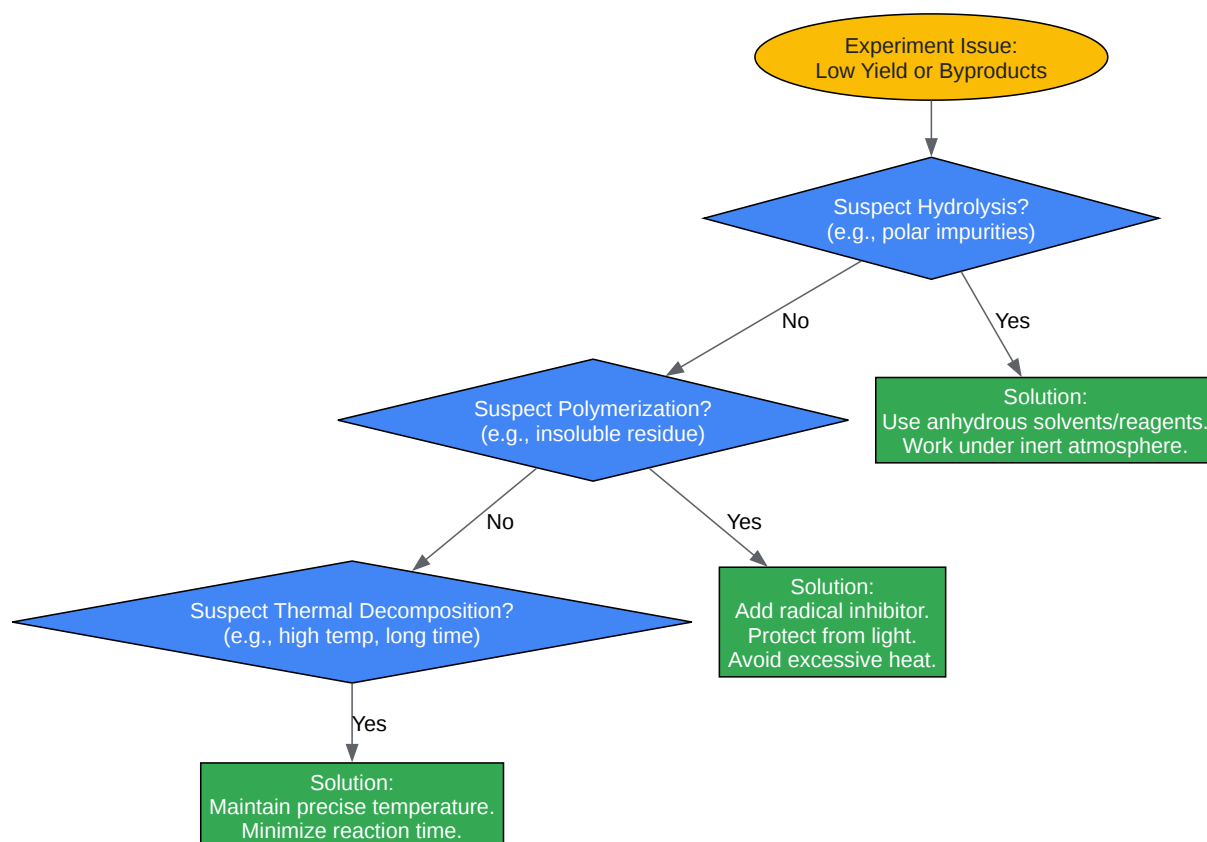 Experiment Issue:
Low Yield or Byproducts
Suspect Hydrolysis?
(e.g., polar impurities)
No
Yes
Suspect Polymerization?
(e.g., insoluble residue)
Solution:
Use anhydrous solvents/reagents.
Work under inert atmosphere.
No
Yes
Suspect Thermal Decomposition?
(e.g., high temp, long time)
Solution:
Add radical inhibitor.
Protect from light.
Avoid excessive heat.
Yes
Solution:
Maintain precise temperature.
Minimize reaction time.